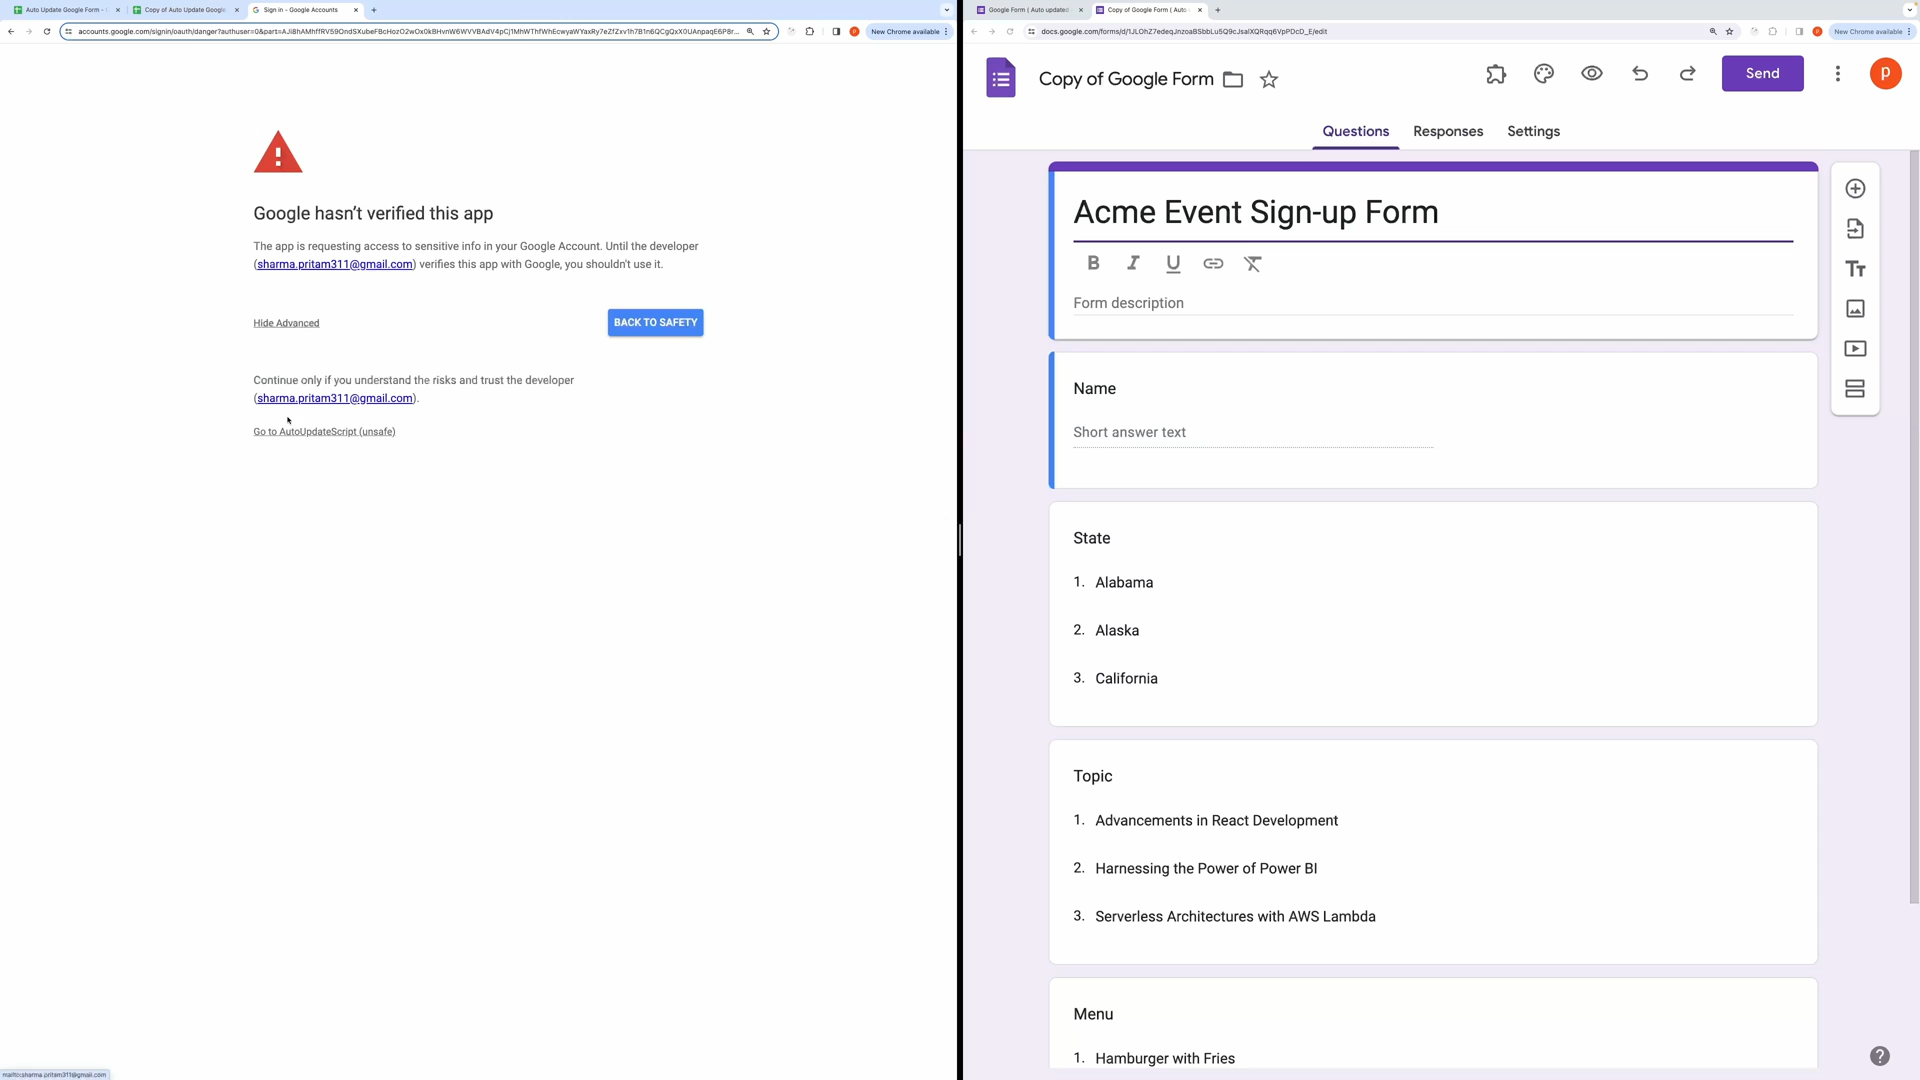 Auto Update Google Form -
Copy of Auto Update Google
Sign in - Google Accounts
New Chrome available
Google hasn't verified this app
The app is requesting access to sensitive info in your Google Account. Until the developer
(sharma.pritam311@gmail.com) verifies this app with Google, you shouldn't use it.
Hide Advanced
BACK TO SAFETY
Continue only if you understand the risks and trust the developer
(sharma.pritam311@gmail.com).
Go to AutoUpdateScript (unsafe)
mailto:sharma.pritam311@gmail.com
Google Form ( Auto updated
Copy of Google Form ( Auto
New Chrome available
Copy of Google Form
Send
p
Questions Responses Settings
Acme Event Sign-up Form
B I U
Form description
Name
Short answer text
State
1. Alabama
2. Alaska
3. California
Topic
1. Advancements in React Development
2. Harnessing the Power of Power BI
3. Serverless Architectures with AWS Lambda
Menu
1. Hamburger with Fries